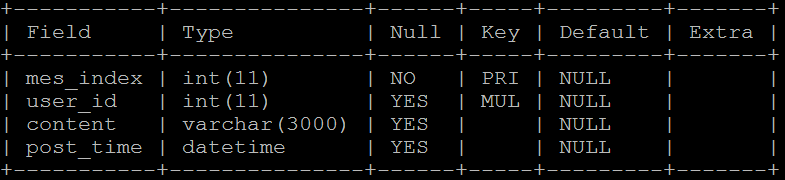 +-----------+---------------+------+-----+---------+-------+
| Field     | Type          | Null | Key | Default | Extra |
+-----------+---------------+------+-----+---------+-------+
| mes_index | int(11)       | NO   | PRI | NULL    |       |
| user_id   | int(11)       | YES  | MUL | NULL    |       |
| content   | varchar(3000) | YES  |     | NULL    |       |
| post_time | datetime      | YES  |     | NULL    |       |
+-----------+---------------+------+-----+---------+-------+